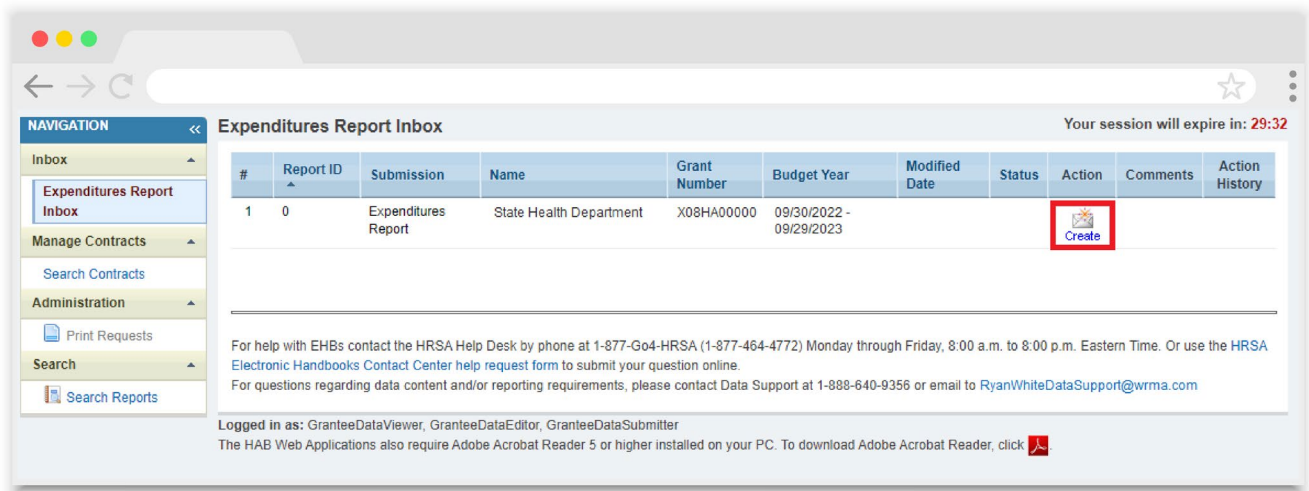 NAVIGATION «
Expenditures Report Inbox
Your session will expire in: 29:32
Inbox
Expenditures Report
Inbox
Manage Contracts
Search Contracts
Administration
Print Requests
Search
Search Reports
# Report ID Submission Name Grant Number Budget Year Modified Date Status Action Comments Action History
1 0 Expenditures Report State Health Department X08HA00000 09/30/2022 - 09/29/2023 Create
For help with EHBs contact the HRSA Help Desk by phone at 1-877-Go4-HRSA (1-877-464-4772) Monday through Friday, 8:00 a.m. to 8:00 p.m. Eastern Time. Or use the HRSA
Electronic Handbooks Contact Center help request form to submit your question online.
For questions regarding data content and/or reporting requirements, please contact Data Support at 1-888-640-9356 or email to RyanWhiteDataSupport@wrma.com
Logged in as: GranteeDataViewer, GranteeDataEditor, GranteeDataSubmitter
The HAB Web Applications also require Adobe Acrobat Reader 5 or higher installed on your PC. To download Adobe Acrobat Reader, click .